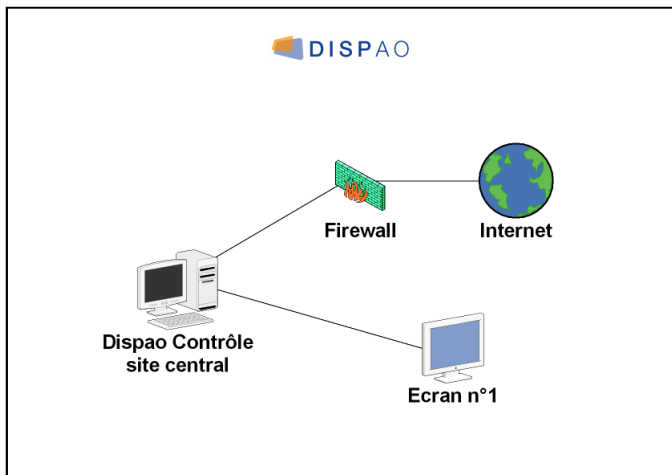 DISPAO
Firewall
Internet
Dispao Contrôle
site central
Ecran n°1